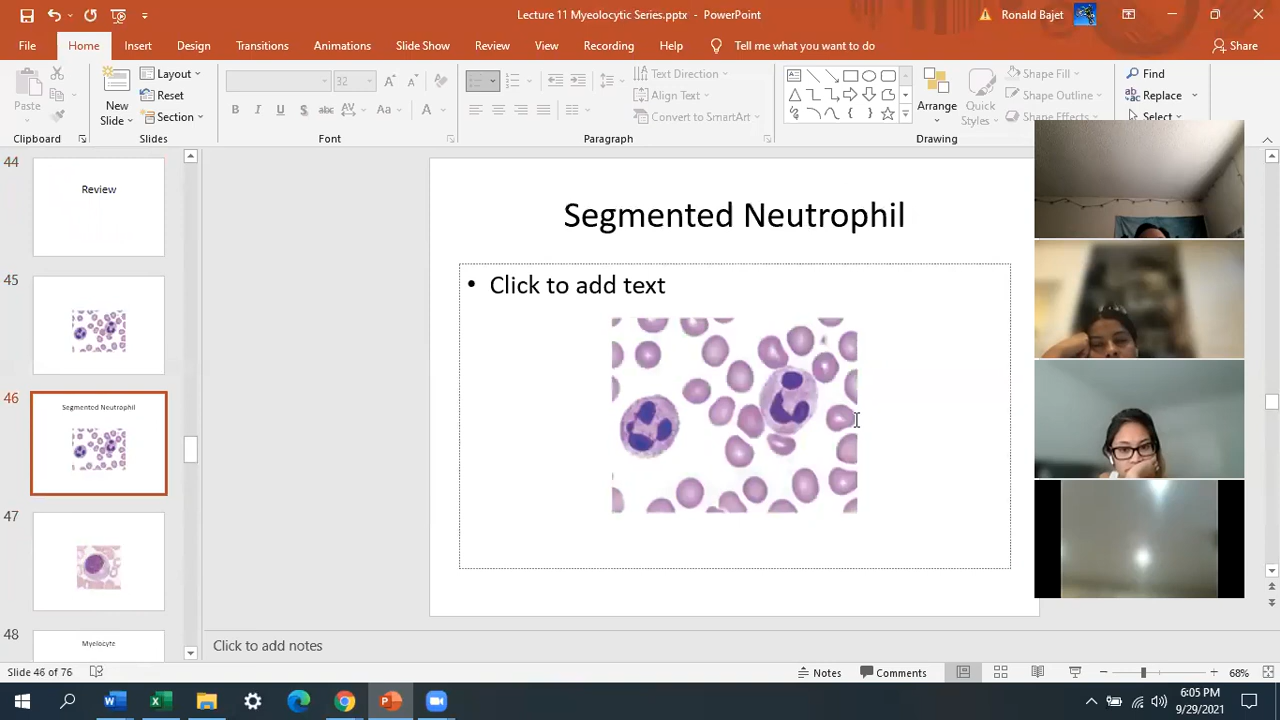 Lecture 11 Myeolocytic Series.pptx - PowerPoint
Ronald Bajet
File Home Insert Design Transitions Animations Slide Show Review View Recording Help Tell me what you want to do Share
Paste
New Slide
Layout
Reset
Section
32
B I U S abc AV Aa A
Text Direction
Align Text
Convert to SmartArt
Arrange
Quick Styles
Shape Fill
Shape Outline
Shape Effects
Find
Replace
Select
Clipboard Slides Font Paragraph Drawing
44
Review
45
46
Segmented Neutrophil
47
48
Myelocyte
Segmented Neutrophil
• Click to add text
Click to add notes
Slide 46 of 76
Notes Comments 68%
6:05 PM
9/29/2021